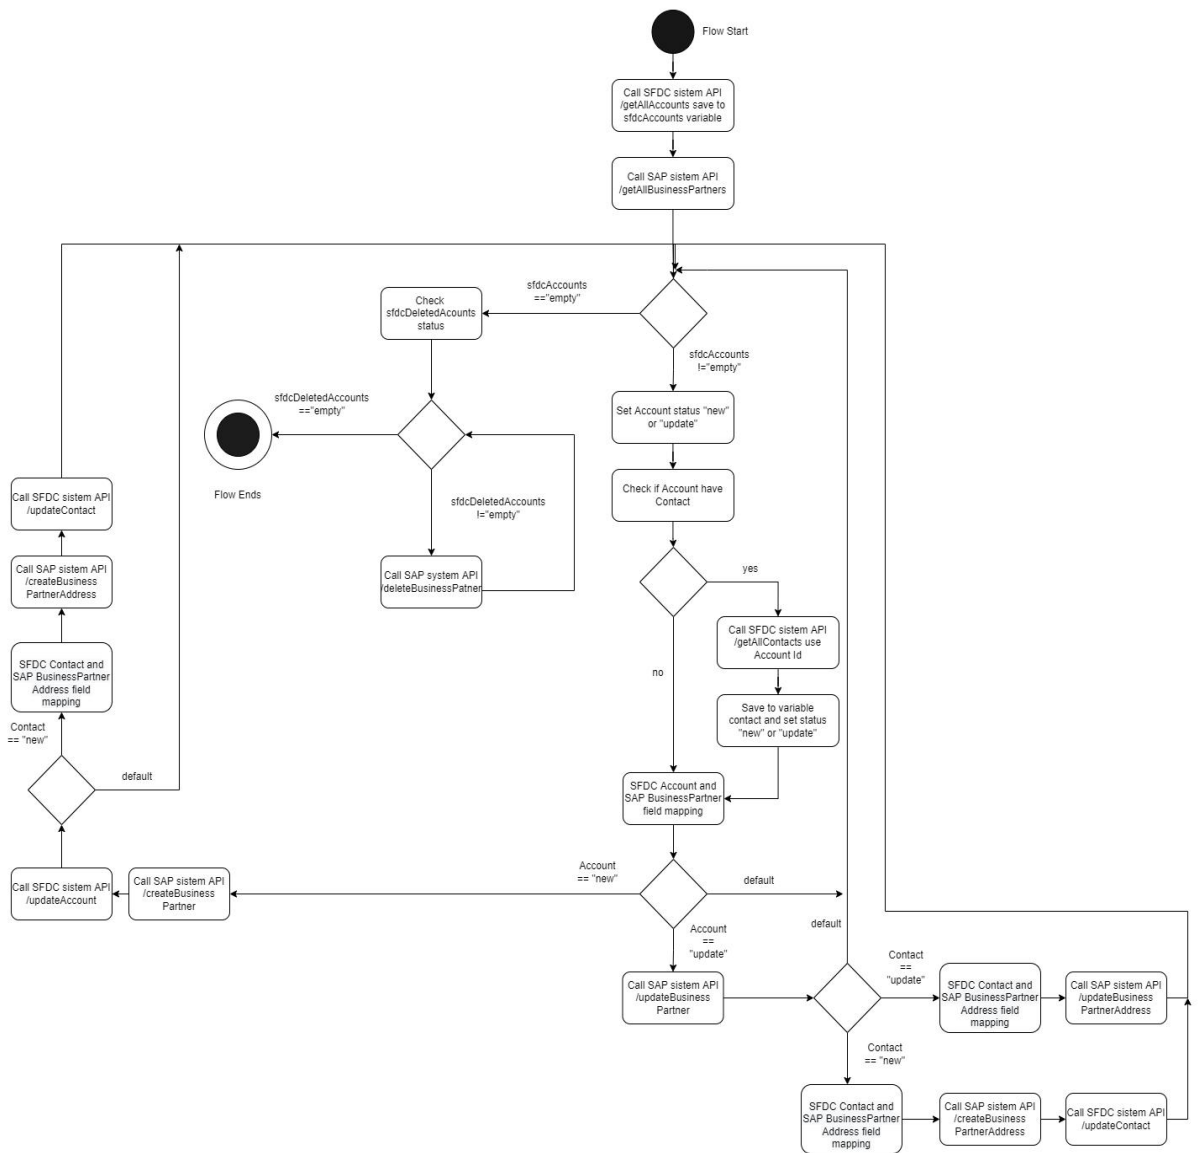 Flow Start
Call SFDC sistem API
/getAllAccounts save to
sfdcAccounts variable
Call SAP sistem API
/getAllBusinessPartners
sfdcAccounts
=="empty"
Check
sfdcDeletedAcounts
status
sfdcAccounts
!="empty"
sfdcDeletedAccounts
=="empty"
Set Account status "new"
or "update"
Flow Ends
sfdcDeletedAccounts
!="empty"
Check if Account have
Contact
Call SFDC sistem API
/updateContact
Call SAP sistem API
/createBusiness
PartnerAddress
Call SAP system API
/deleteBusinessPatner
yes
Call SFDC sistem API
/getAllContacts use
Account Id
no
SFDC Contact and
SAP BusinessPartner
Address field
mapping
Save to variable
contact and set status
"new" or "update"
Contact
== "new"
default
SFDC Account and
SAP BusinessPartner
field mapping
Account
== "new"
default
Call SFDC sistem API
/updateAccount
Call SAP sistem API
/createBusiness
Partner
default
Account
==
"update"
Contact
==
"update"
Call SAP sistem API
/updateBusiness
Partner
SFDC Contact and
SAP BusinessPartner
Address field
mapping
Call SAP sistem API
/updateBusiness
PartnerAddress
Contact
== "new"
SFDC Contact and
SAP BusinessPartner
Address field
mapping
Call SAP sistem API
/createBusiness
PartnerAddress
Call SFDC sistem API
/updateContact